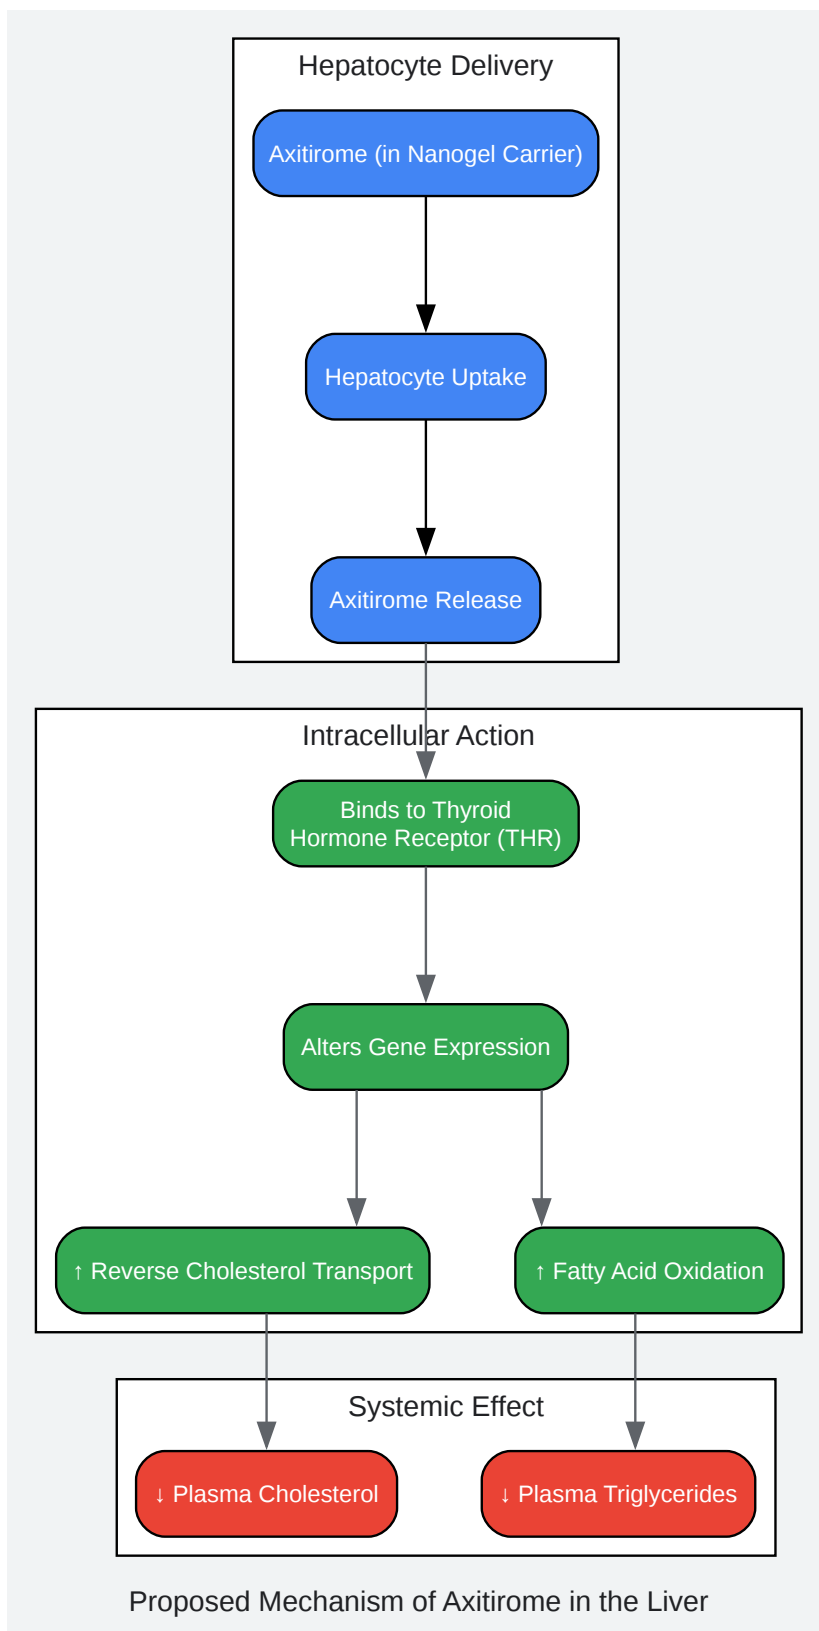 Hepatocyte Delivery
Axitirome (in Nanogel Carrier)
Hepatocyte Uptake
Axitirome Release
Intracellular Action
Binds to Thyroid
Hormone Receptor (THR)
Alters Gene Expression
↑ Reverse Cholesterol Transport
↑ Fatty Acid Oxidation
Systemic Effect
↓ Plasma Cholesterol
↓ Plasma Triglycerides
Proposed Mechanism of Axitirome in the Liver